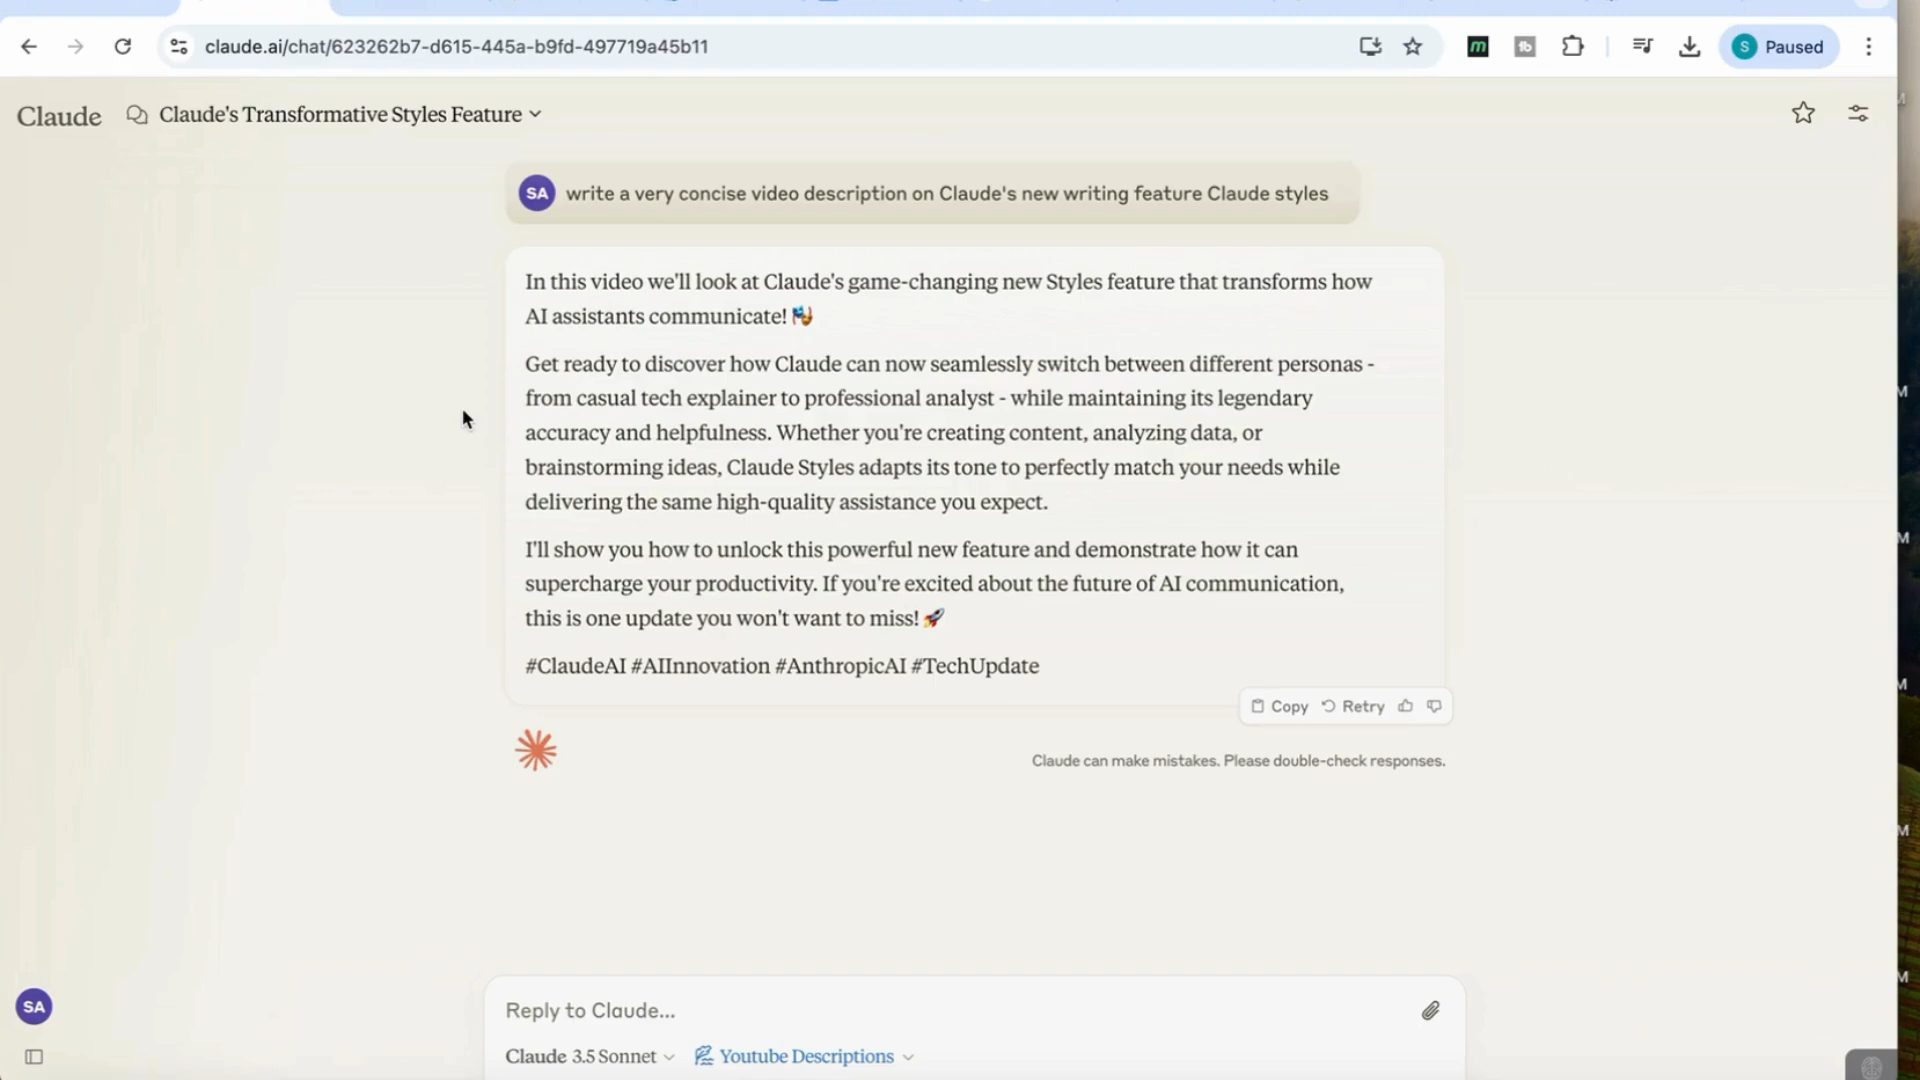 claude.ai/chat/623262b7-d615-445a-b9fd-497719a45b11
m
tb
S Paused
Claude
Claude's Transformative Styles Feature
SA write a very concise video description on Claude's new writing feature Claude styles
In this video we'll look at Claude's game-changing new Styles feature that transforms how
AI assistants communicate! 🎭
Get ready to discover how Claude can now seamlessly switch between different personas -
from casual tech explainer to professional analyst - while maintaining its legendary
accuracy and helpfulness. Whether you're creating content, analyzing data, or
brainstorming ideas, Claude Styles adapts its tone to perfectly match your needs while
delivering the same high-quality assistance you expect.
I'll show you how to unlock this powerful new feature and demonstrate how it can
supercharge your productivity. If you're excited about the future of AI communication,
this is one update you won't want to miss! 🚀
#ClaudeAI #AIInnovation #AnthropicAI #TechUpdate
Copy Retry
Claude can make mistakes. Please double-check responses.
SA
Reply to Claude...
Claude 3.5 Sonnet Youtube Descriptions